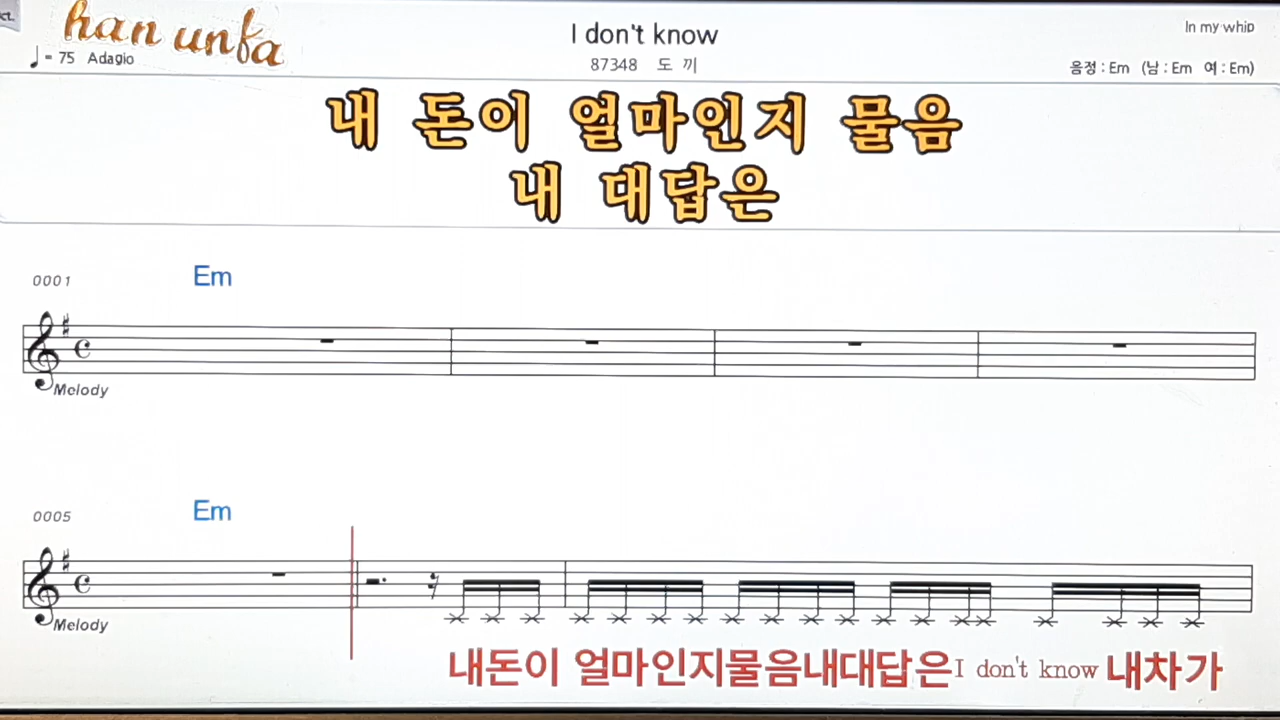 han unfa
I don't know
In my whip
♩= 75 Adagio
87348 도 끼
음정 : Em (남 : Em 여 : Em)
내 돈이 얼마인지 물음
내 대답은
0001 Em
Melody
0005 Em
Melody
내돈이 얼마인지물음내대답은I don't know 내차가